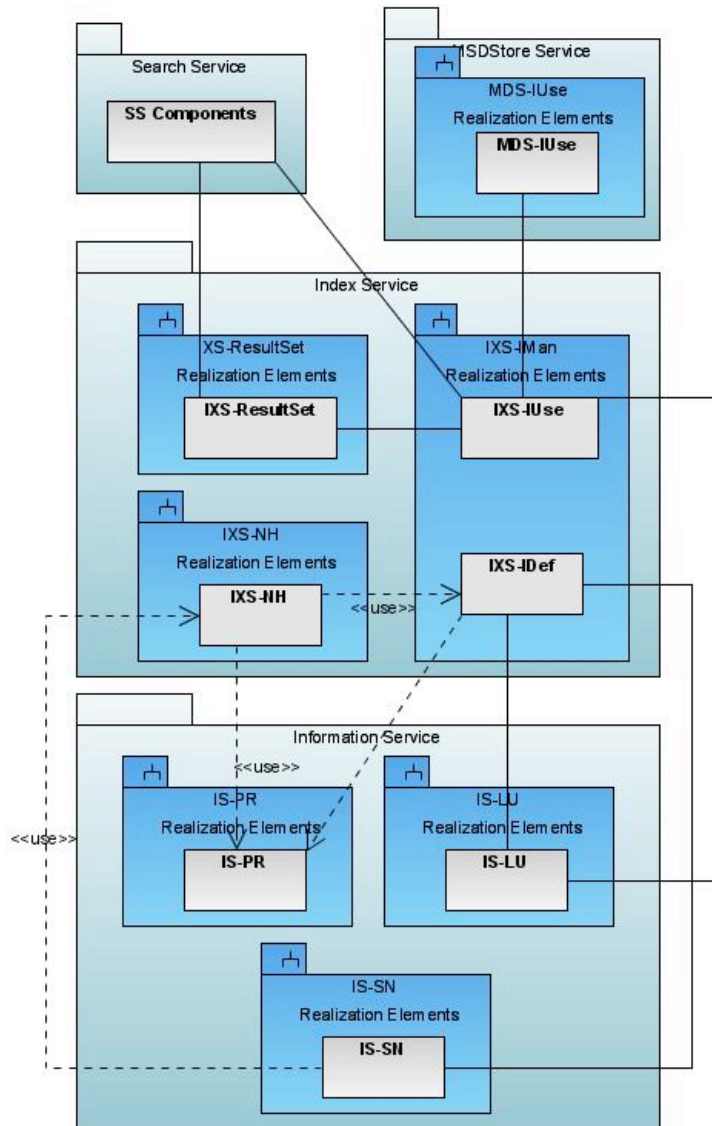 MSDStore Service
Search Service
SS Components
MDS-IUse
Realization Elements
MDS-IUse
Index Service
XS-ResultSet
Realization Elements
IXS-ResultSet
IXS-IMan
Realization Elements
IXS-IUse
IXS-NH
Realization Elements
IXS-NH
<<use>>
IXS-IDef
Information Service
<<use>>
IS-PR
Realization Elements
IS-PR
IS-LU
Realization Elements
IS-LU
<<use>>
IS-SN
Realization Elements
IS-SN